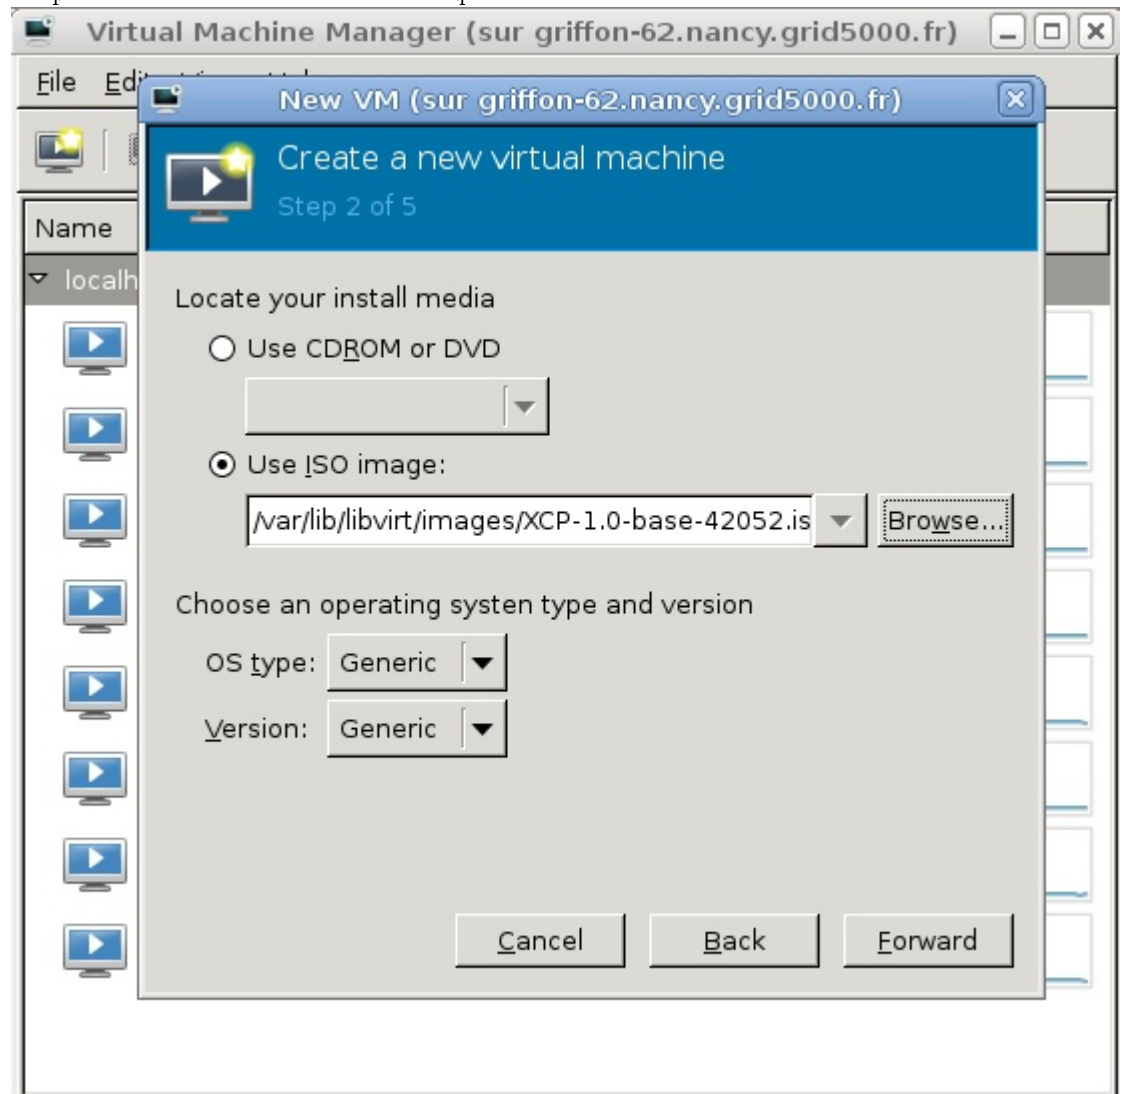 Virtual Machine Manager (sur griffon-62.nancy.grid5000.fr)
File
New VM (sur griffon-62.nancy.grid5000.fr)
Create a new virtual machine
Step 2 of 5
Name
localh
Locate your install media
Use CDROM or DVD
Use ISO image:
/var/lib/libvirt/images/XCP-1.0-base-42052.is
Browse...
Choose an operating systen type and version
OS type: Generic
Version: Generic
Cancel Back Forward